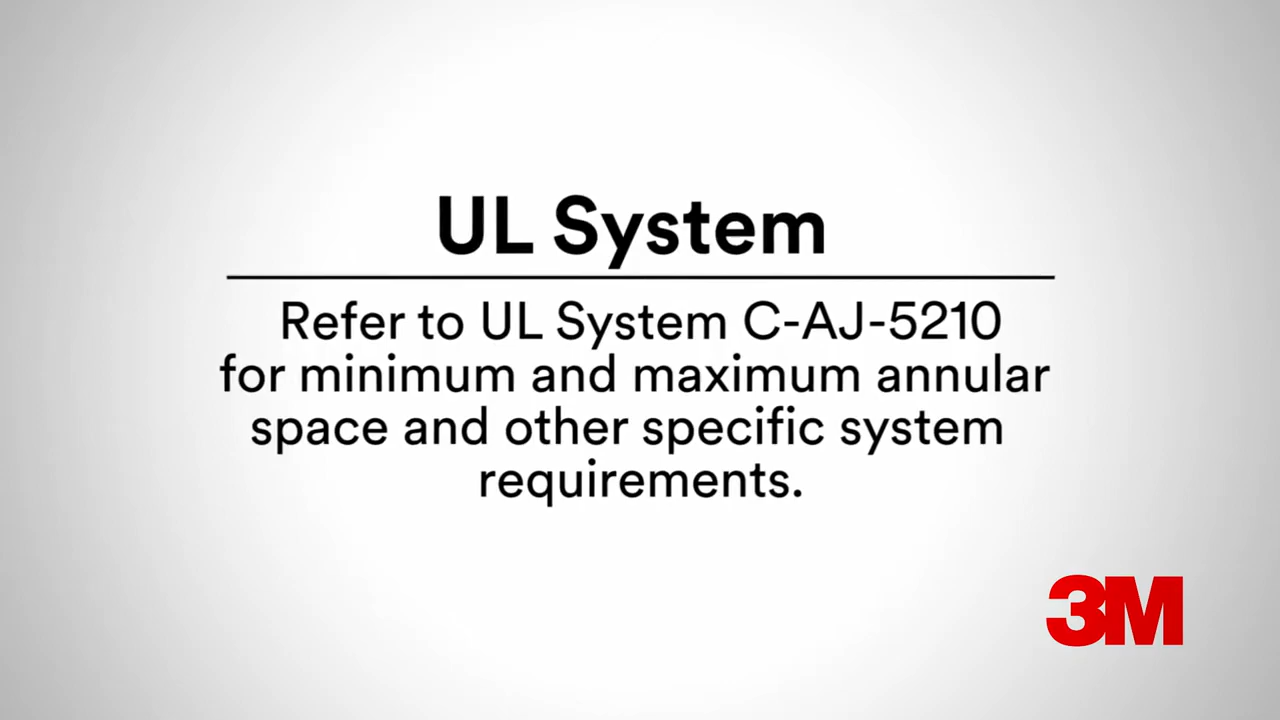 UL System
Refer to UL System C-AJ-5210
for minimum and maximum annular
space and other specific system
requirements.
3M